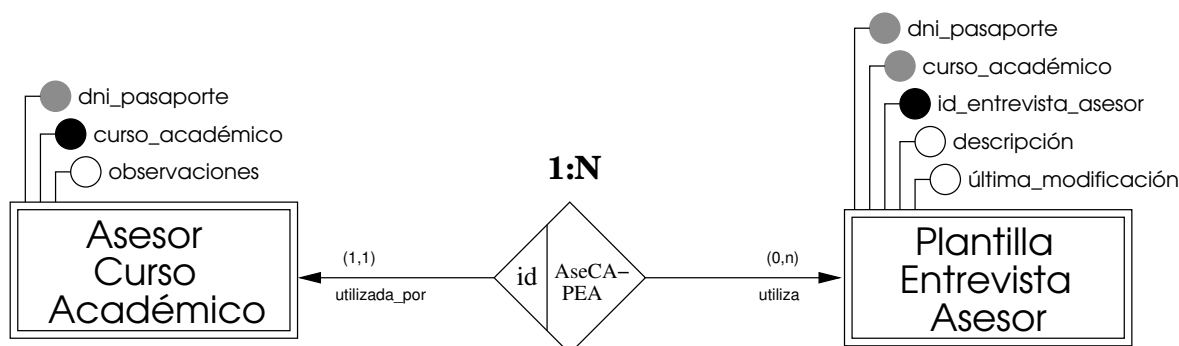 dni_pasaporte
curso_académico
observaciones
Asesor
Curso
Académico
1:N
(1,1)
utilizada_por
id
AseCA–
PEA
(0,n)
utiliza
dni_pasaporte
curso_académico
id_entrevista_asesor
descripción
última_modificación
Plantilla
Entrevista
Asesor